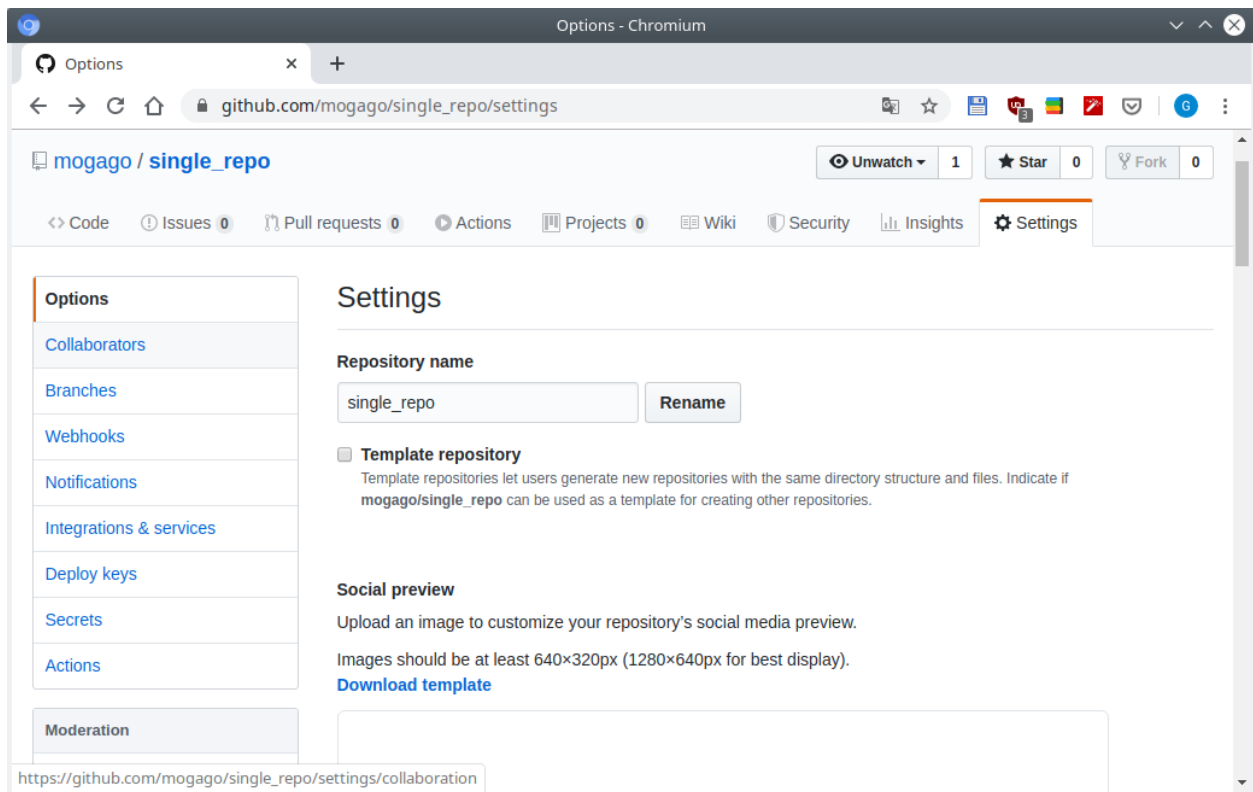 Options - Chromium
Options
github.com/mogago/single_repo/settings
3
G
mogago / single_repo
Unwatch 1 Star 0 Fork 0
Code Issues 0 Pull requests 0 Actions Projects 0 Wiki Security Insights Settings
Options
Collaborators
Branches
Webhooks
Notifications
Integrations & services
Deploy keys
Secrets
Actions
Moderation
Settings
Repository name
single_repo Rename
Template repository
Template repositories let users generate new repositories with the same directory structure and files. Indicate if
mogago/single_repo can be used as a template for creating other repositories.
Social preview
Upload an image to customize your repository’s social media preview.
Images should be at least 640×320px (1280×640px for best display).
Download template
https://github.com/mogago/single_repo/settings/collaboration